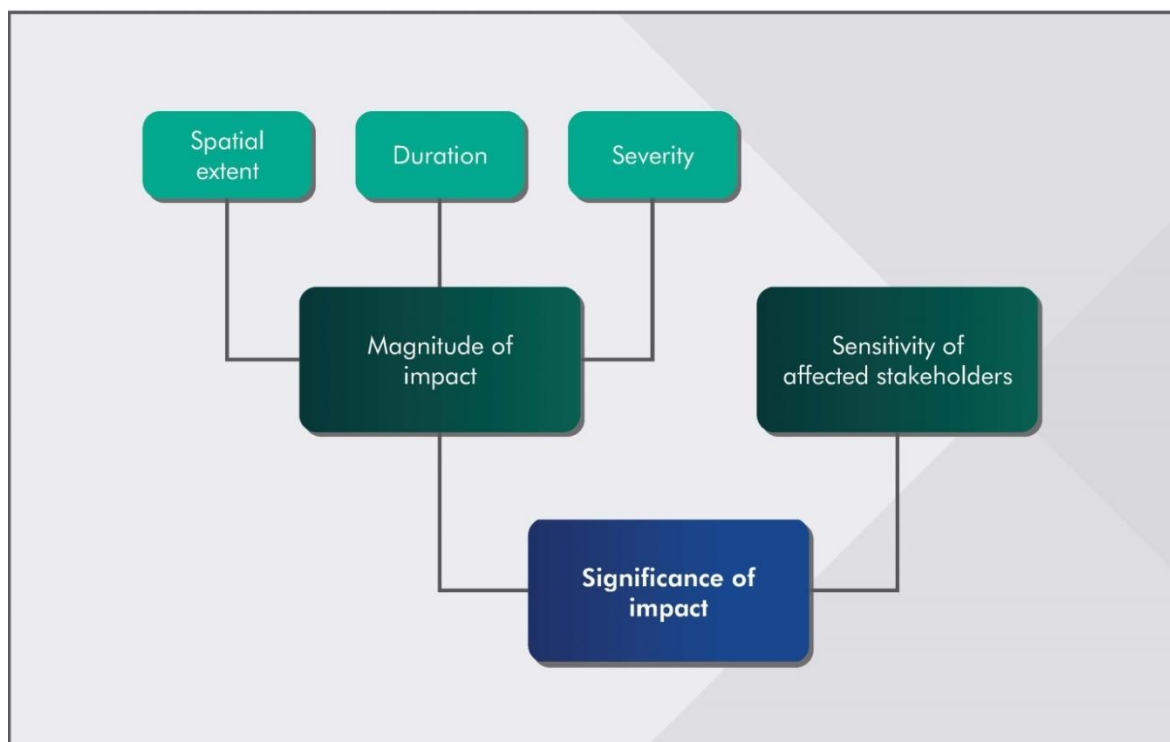 Spatial
extent
Duration
Severity
Magnitude of
impact
Sensitivity of
affected stakeholders
Significance of
impact